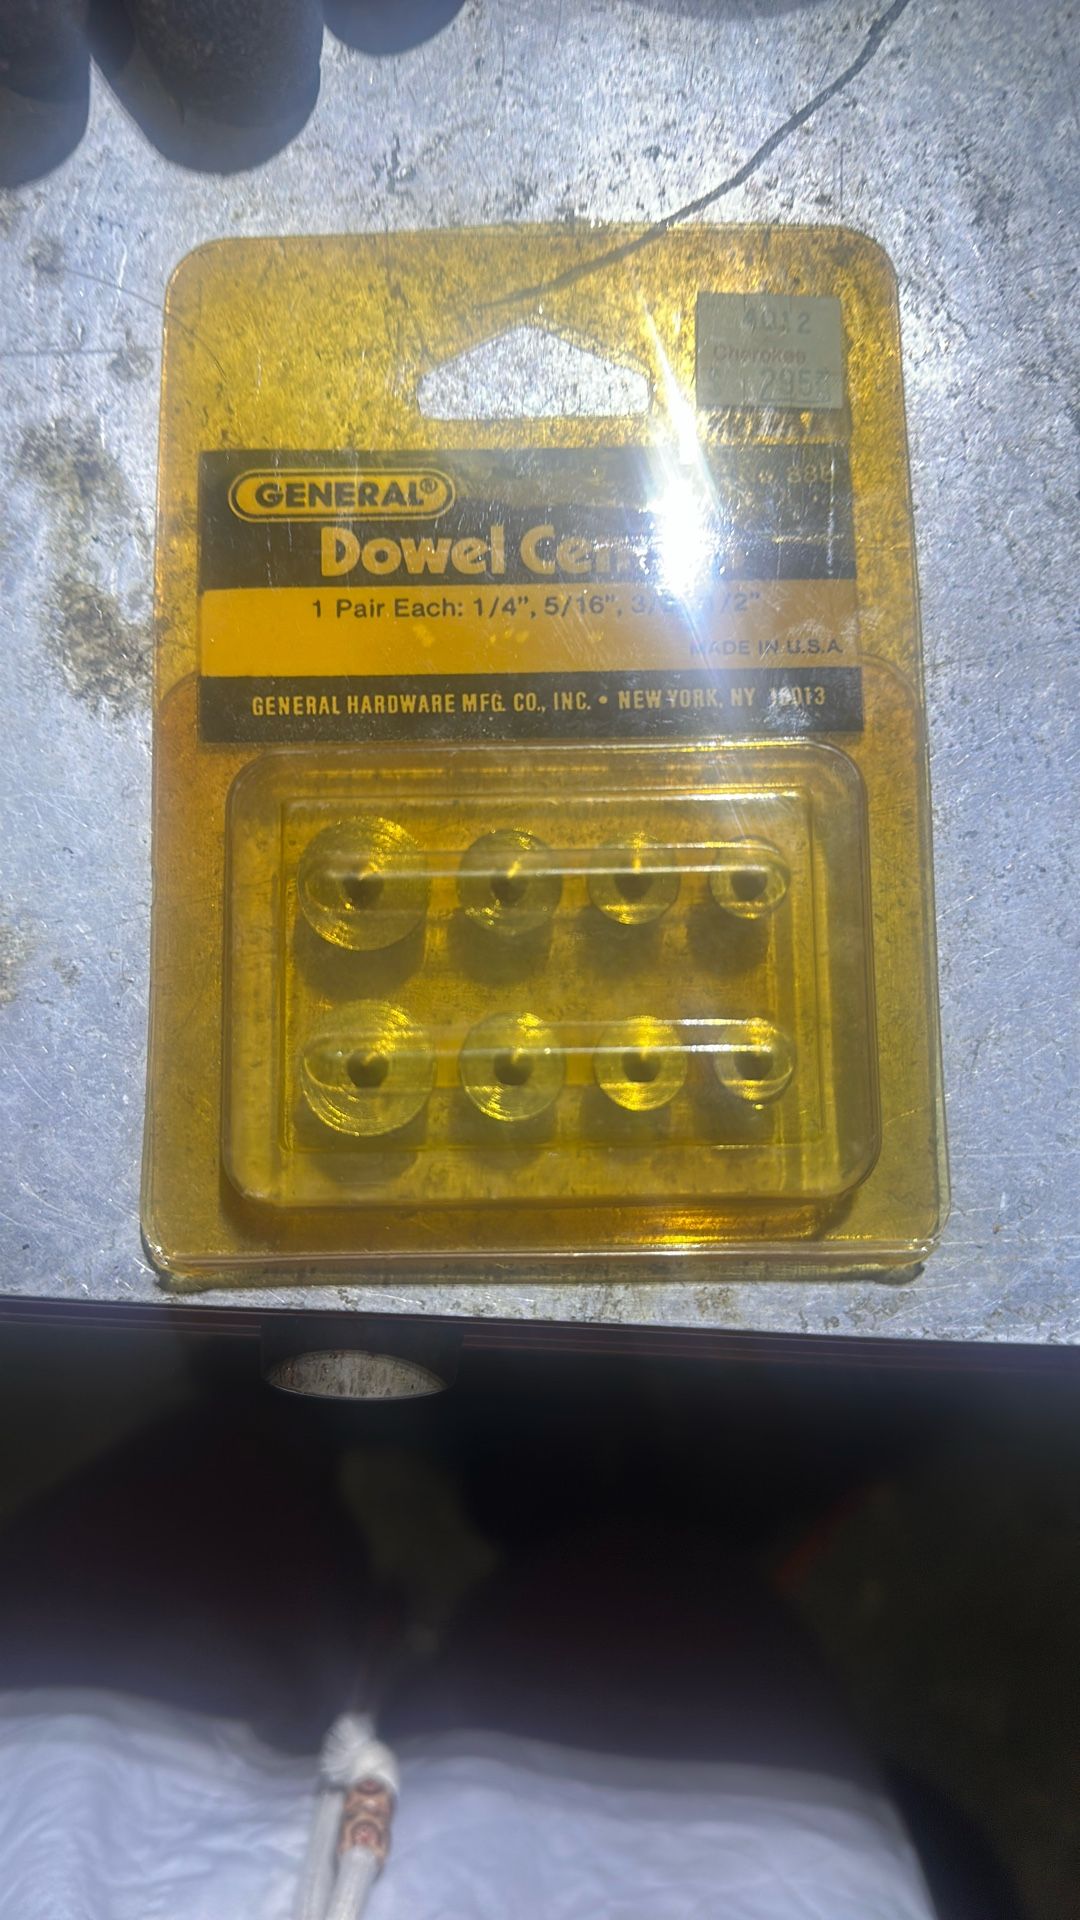 4012
Cherokee
GENERAL®
Dowel
1 Pair Each: 1/4", 5/16",
MADE IN U.S.A.
GENERAL HARDWARE MFG. CO., INC. • NEW YORK, NY 10013